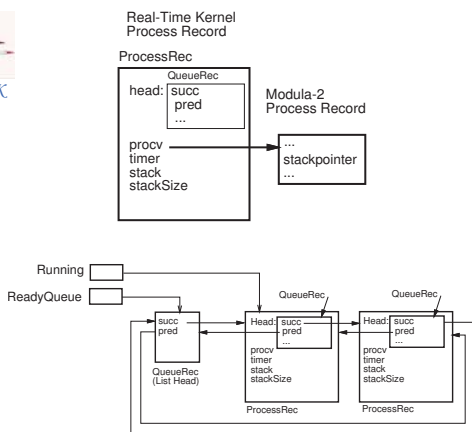 Real-Time Kernel
Process Record
ProcessRec
QueueRec
head: succ
pred
...
procv
timer
stack
stackSize
Modula-2
Process Record
...
stackpointer
...
Running
ReadyQueue
succ
pred
QueueRec
(List Head)
QueueRec
Head: succ
pred
...
procv
timer
stack
stackSize
ProcessRec
QueueRec
Head: succ
pred
...
procv
timer
stack
stackSize
ProcessRec